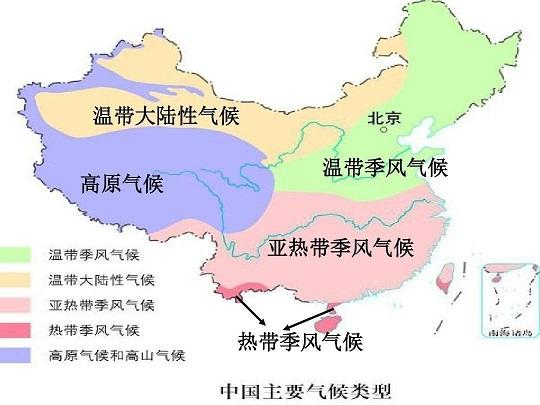 温带大陆性气候
北京
温带季风气候
高原气候
亚热带季风气候
温带季风气候
温带大陆性气候
亚热带季风气候
热带季风气候
高原气候和高山气候
热带季风气候
南海诸岛
中国主要气候类型